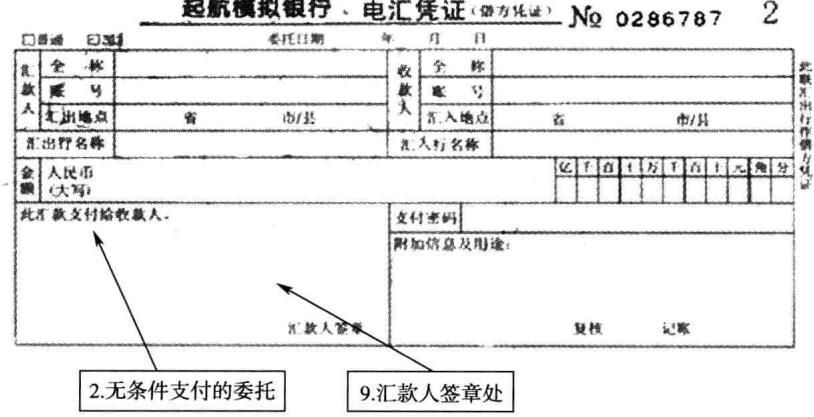 起航模拟银行、电汇凭证(借方凭证) No 0286787 2
□普通 委托日期 年 月 日
汇款人 全 称 收款人 全 称
账 号 账 号
汇出地点 省 市/县 汇入地点 省 市/县
汇出行名称 汇入行名称
金额 人民币(大写) 亿 千 百 十 万 千 百 十 元 角 分
此汇款支付给收款人。 支付密码
附加信息及用途:
汇款人签章 复核 记账
此联汇出行作借方凭证
2.无条件支付的委托 9.汇款人签章处